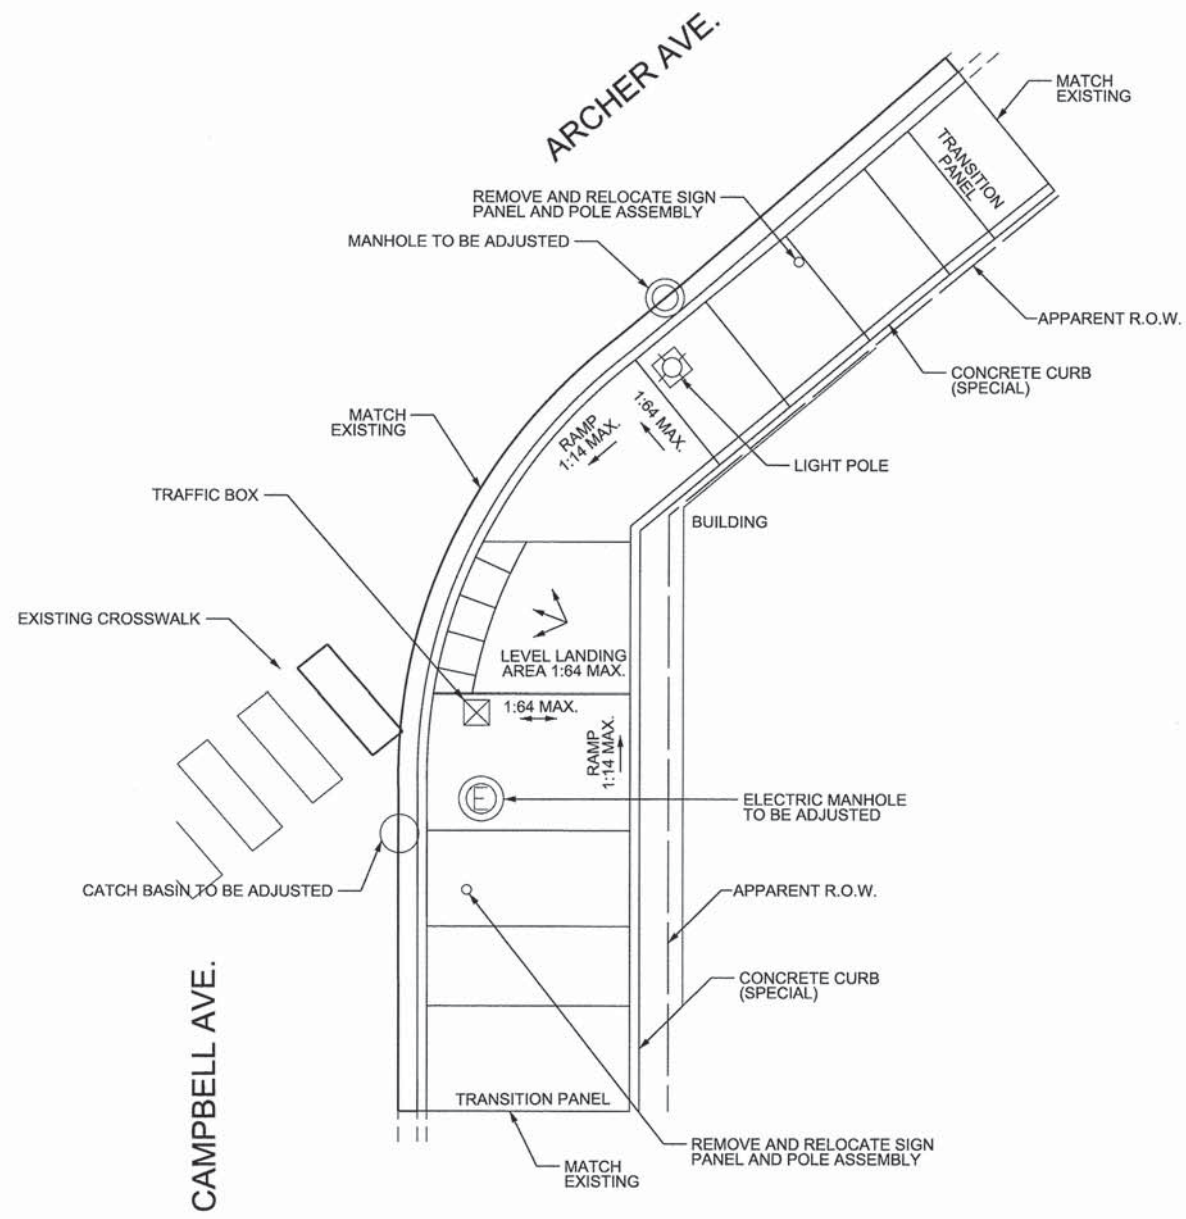 ARCHER AVE.
MATCH
EXISTING
TRANSITION
PANEL
REMOVE AND RELOCATE SIGN
PANEL AND POLE ASSEMBLY
MANHOLE TO BE ADJUSTED
APPARENT R.O.W.
CONCRETE CURB
(SPECIAL)
MATCH
EXISTING
RAMP
1:14 MAX.
1:64 MAX.
LIGHT POLE
TRAFFIC BOX
BUILDING
EXISTING CROSSWALK
LEVEL LANDING
AREA 1:64 MAX.
1:64 MAX.
RAMP
1:14 MAX.
E
ELECTRIC MANHOLE
TO BE ADJUSTED
CATCH BASIN TO BE ADJUSTED
APPARENT R.O.W.
CONCRETE CURB
(SPECIAL)
CAMPBELL AVE.
TRANSITION PANEL
REMOVE AND RELOCATE SIGN
PANEL AND POLE ASSEMBLY
MATCH
EXISTING